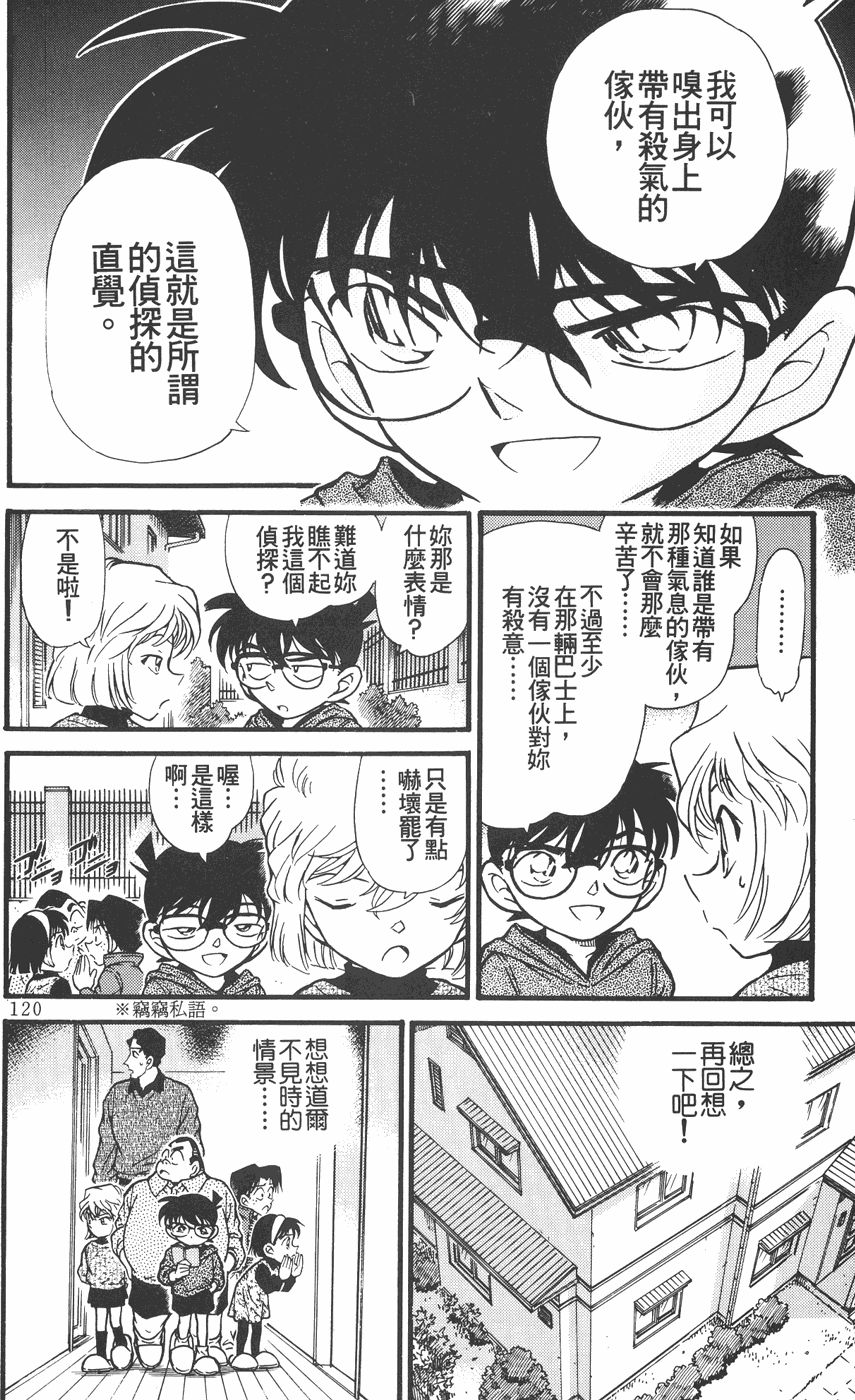 我可以
嗅出身上
帶有殺氣的
傢伙，
這就是所謂
的偵探的
直覺。
………
如果
知道誰是帶有
那種氣息的傢伙，
就不會那麼
辛苦了……
不過至少
在那輛巴士上，
沒有一個傢伙對妳
有殺意……
妳那是
什麼表情？
難道妳
瞧不起
我這個
偵探？
不是啦！
只是有點
嚇壞罷了
……
喔…
是這樣
啊…
120
※竊竊私語。
總之，
再回想
一下吧！
想想道爾
不見時的
情景……